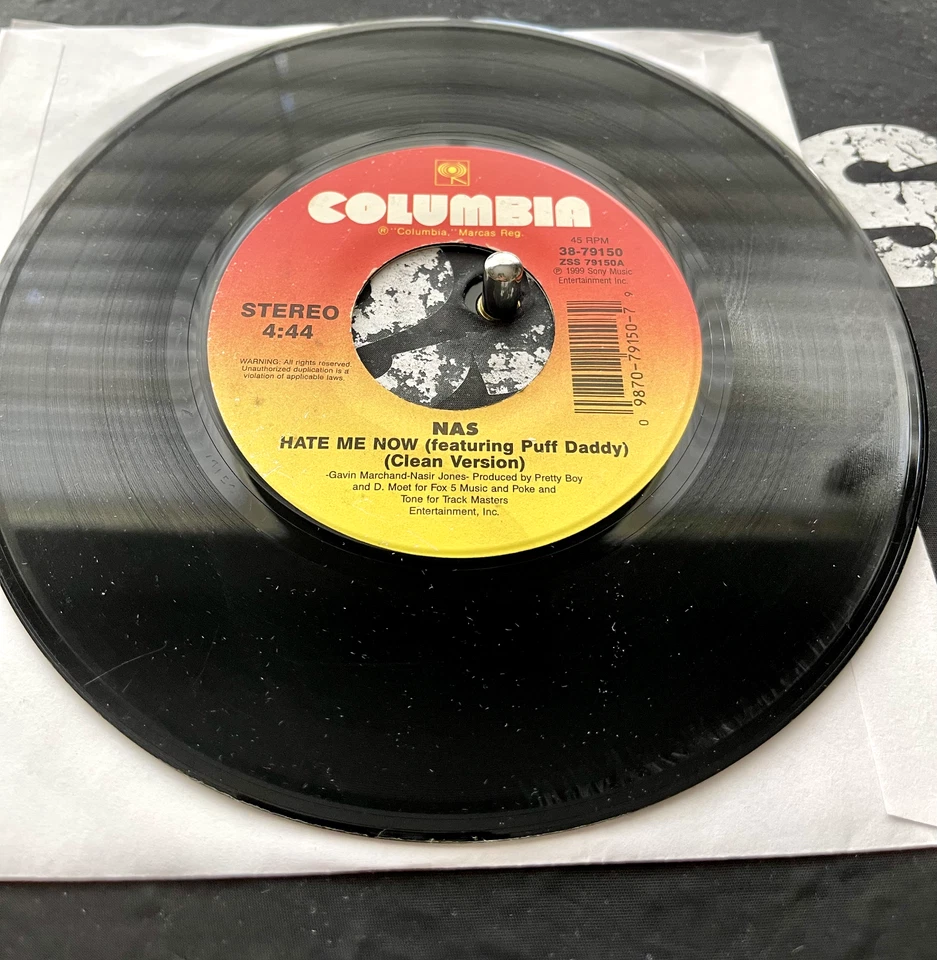 COLUMBIA
® "Columbia," Marcas Reg.
45 RPM
38-79150
ZSS 79150A
℗ 1999 Sony Music
Entertainment Inc.
STEREO
4:44
WARNING: All rights reserved.
Unauthorized duplication is a
violation of applicable laws.
0 9870-79150-7 9
NAS
HATE ME NOW (featuring Puff Daddy)
(Clean Version)
-Gavin Marchand-Nasir Jones- Produced by Pretty Boy
and D. Moet for Fox 5 Music and Poke and
Tone for Track Masters
Entertainment, Inc.